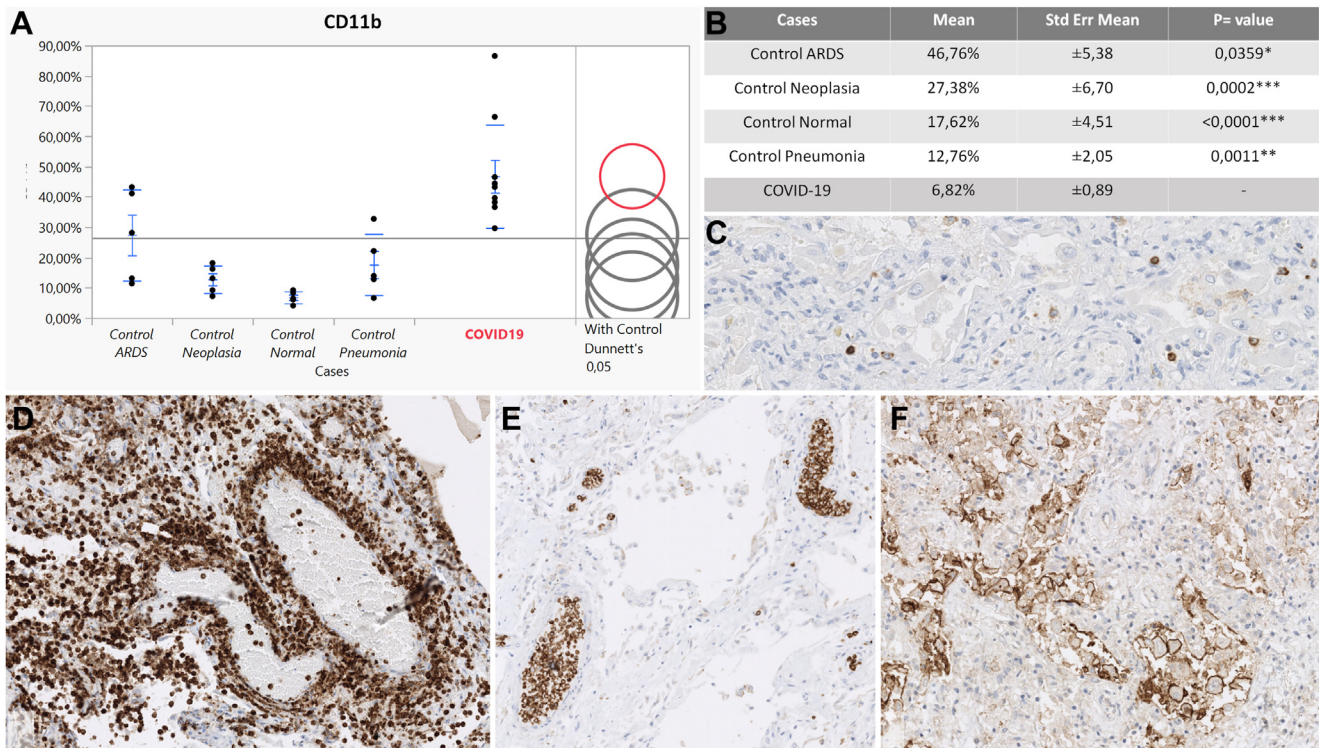 A
CD11b
90,00%
80,00%
70,00%
60,00%
50,00%
40,00%
30,00%
20,00%
10,00%
0,00%
Control ARDS
Control Neoplasia
Control Normal
Control Pneumonia
COVID19
Cases
With Control
Dunnett's
0,05
B
Cases Mean Std Err Mean P= value
Control ARDS 46,76% ±5,38 0,0359*
Control Neoplasia 27,38% ±6,70 0,0002***
Control Normal 17,62% ±4,51 <0,0001***
Control Pneumonia 12,76% ±2,05 0,0011**
COVID-19 6,82% ±0,89 -
C
D
E
F